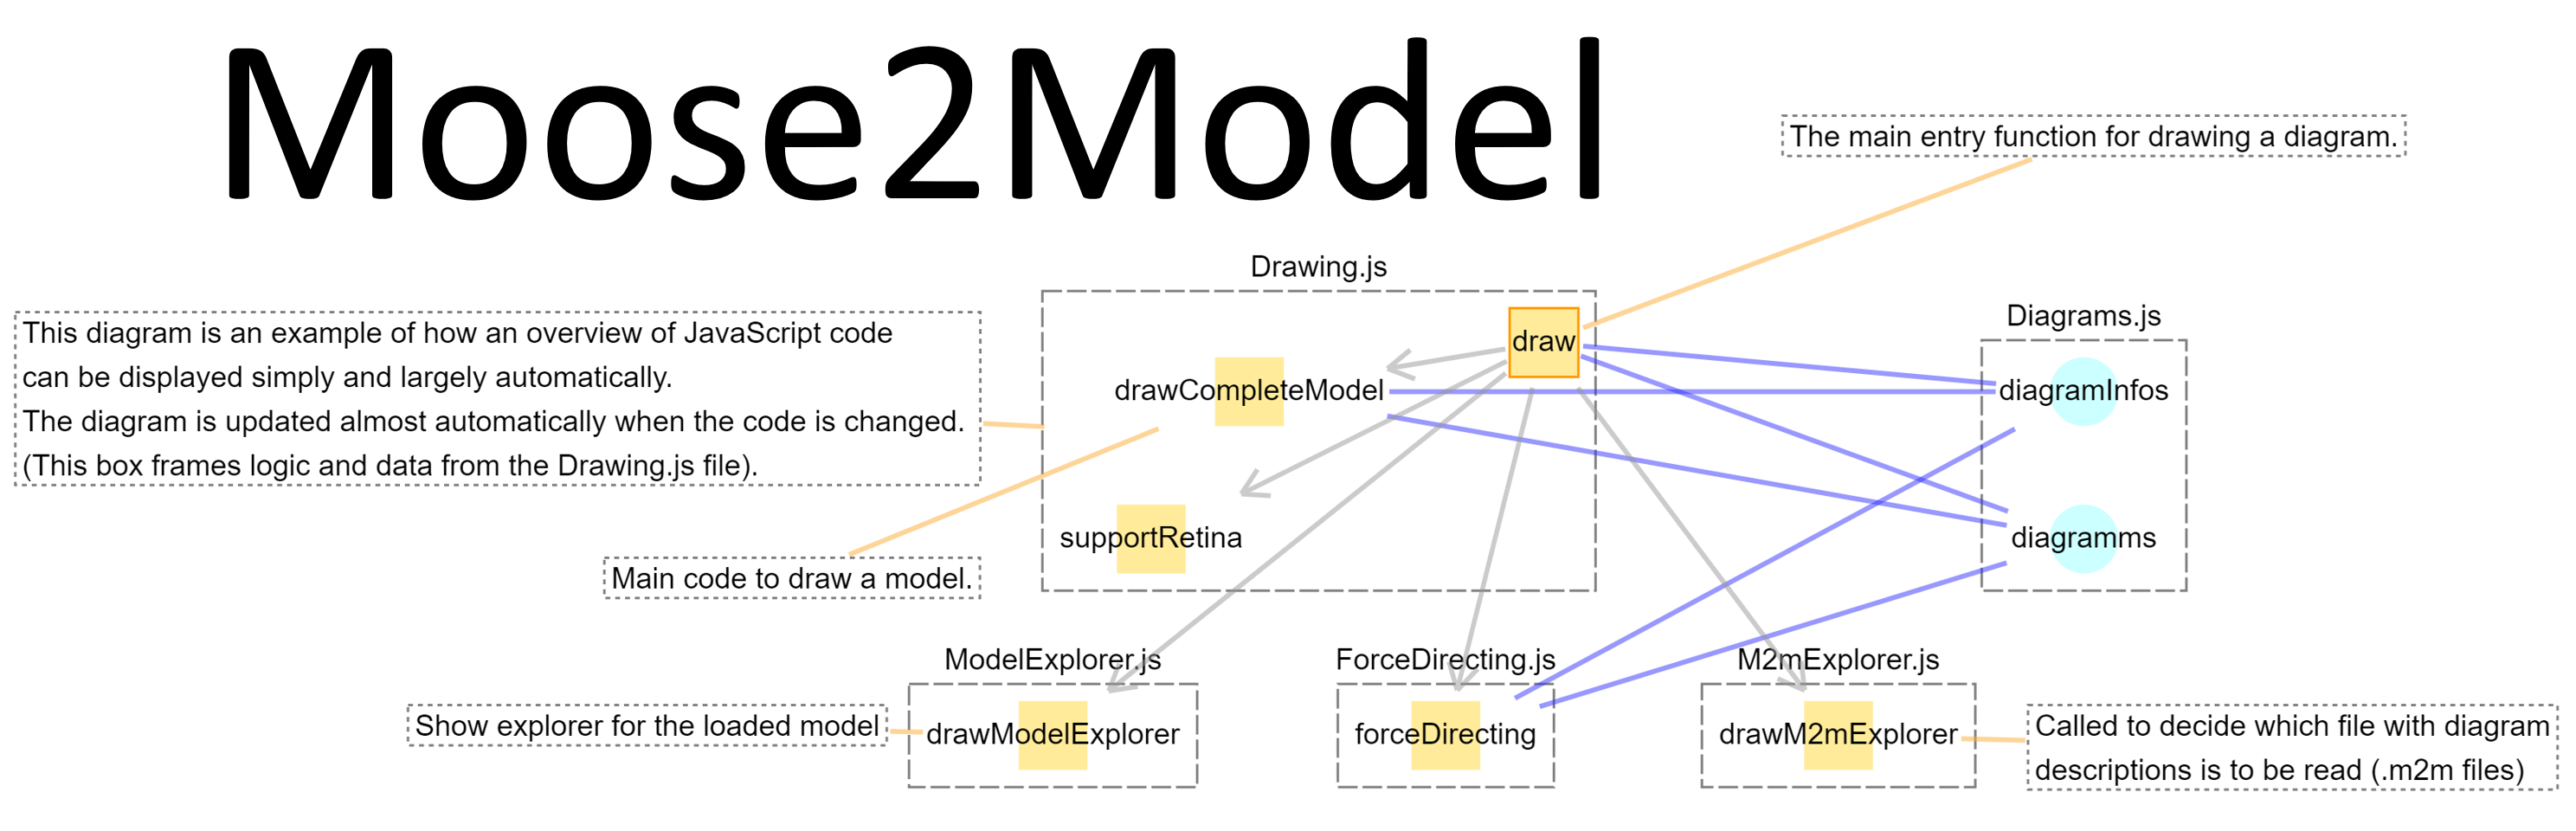 Moose2Model
The main entry function for drawing a diagram.
Drawing.js
draw
Diagrams.js
This diagram is an example of how an overview of JavaScript code
can be displayed simply and largely automatically.
The diagram is updated almost automatically when the code is changed.
(This box frames logic and data from the Drawing.js file).
drawCompleteModel
diagramInfos
supportRetina
diagramms
Main code to draw a model.
ModelExplorer.js
ForceDirecting.js
M2mExplorer.js
Show explorer for the loaded model
drawModelExplorer
forceDirecting
drawM2mExplorer
Called to decide which file with diagram
descriptions is to be read (.m2m files)